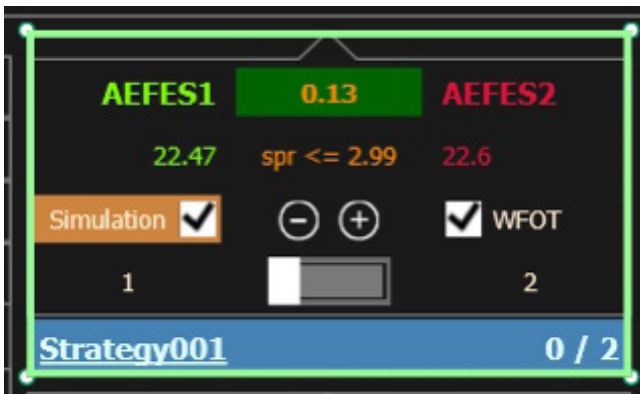 AEFES1 0.13 AEFES2
22.47 spr <= 2.99 22.6
Simulation WFOT
1 2
Strategy001 0 / 2